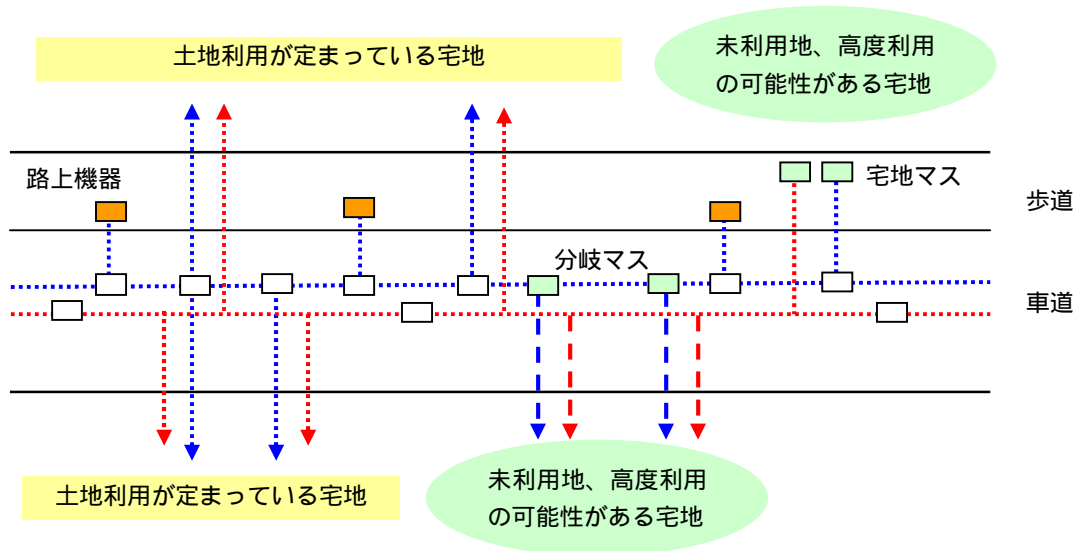 土地利用が定まっている宅地
未利用地、高度利用
の可能性がある宅地
路上機器
宅地マス
歩道
分岐マス
車道
土地利用が定まっている宅地
未利用地、高度利用
の可能性がある宅地